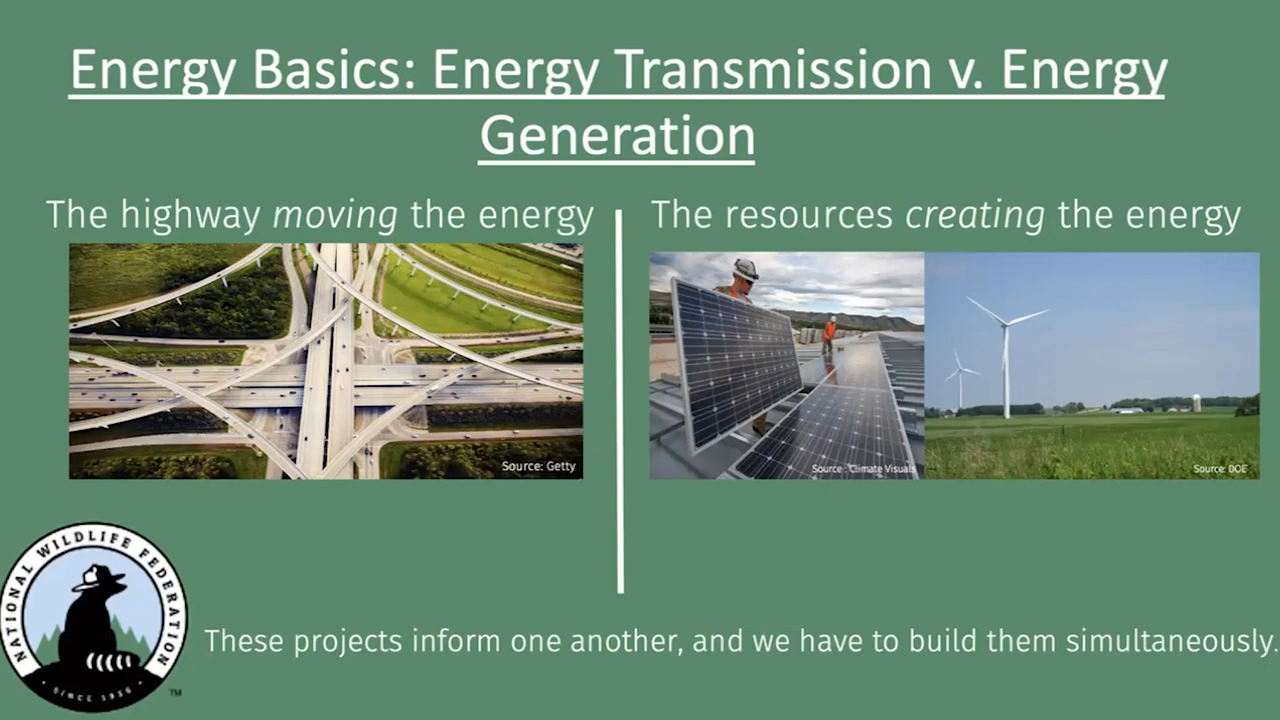 Energy Basics: Energy Transmission v. Energy
Generation
The highway moving the energy
The resources creating the energy
Source: Getty
Source : Climate Visuals
Source: DOE
NATIONAL WILDLIFE FEDERATION
• SINCE 1936 •
TM
These projects inform one another, and we have to build them simultaneously.